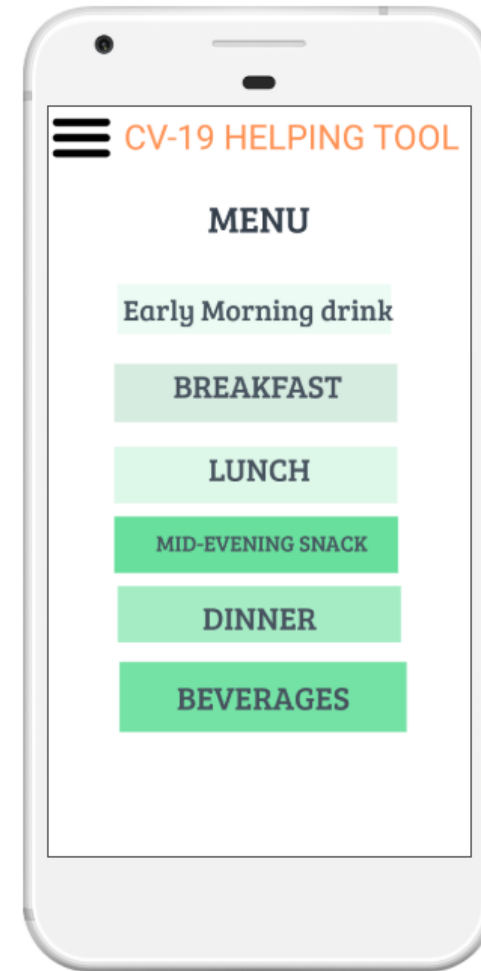 CV-19 HELPING TOOL
MENU
Early Morning drink
BREAKFAST
LUNCH
MID-EVENING SNACK
DINNER
BEVERAGES